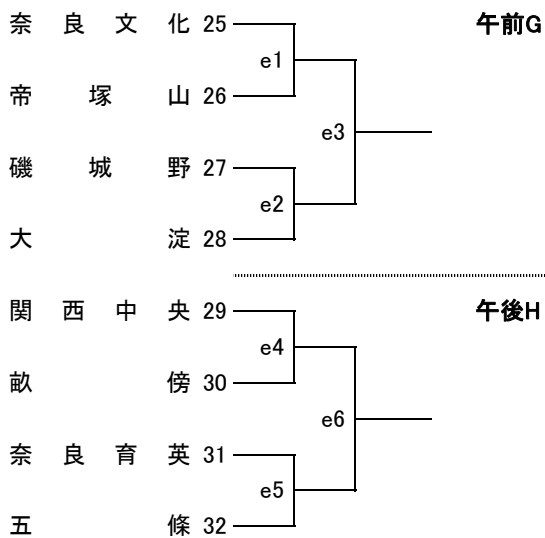 奈良文化 25 午前G
e1
帝塚山 26
e3
磯城野 27
e2
大淀 28
関西中央 29 午後H
e4
畝傍 30
e6
奈良育英 31
e5
五條 32